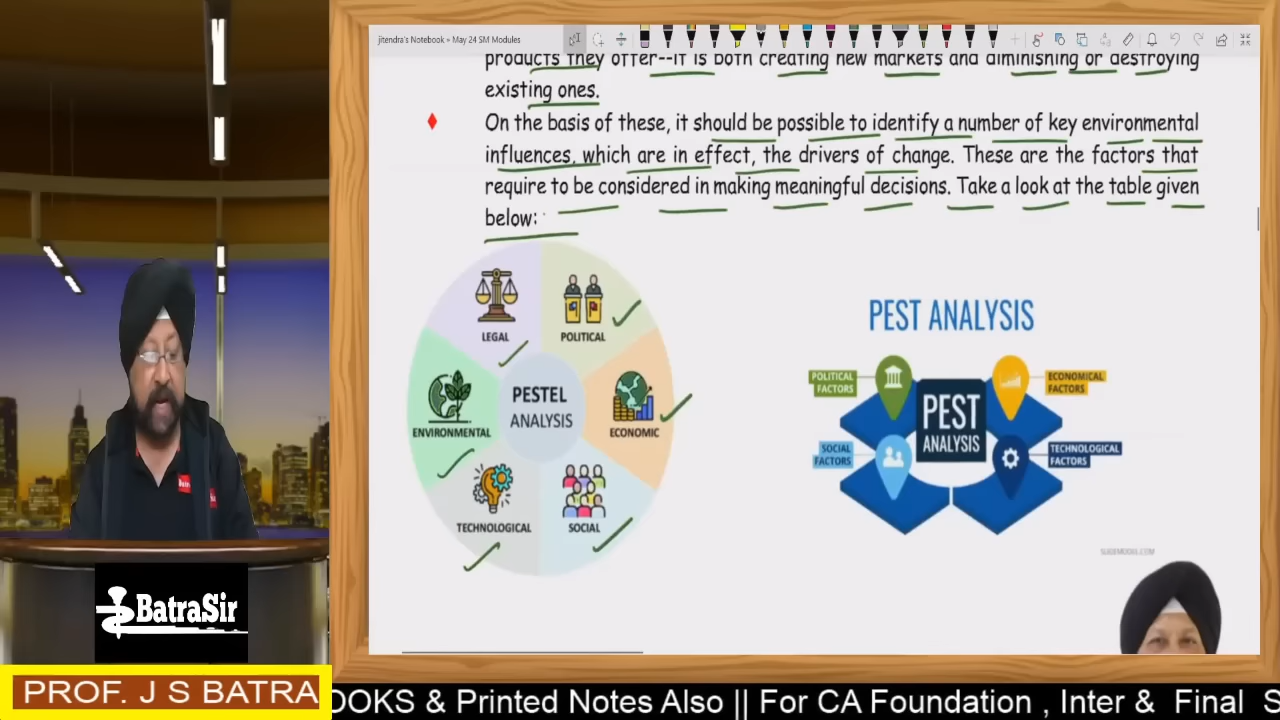 jitendra's Notebook » May 24 SM Modules
products they offer--it is both creating new markets and diminishing or destroying
existing ones.
On the basis of these, it should be possible to identify a number of key environmental
influences, which are in effect, the drivers of change. These are the factors that
require to be considered in making meaningful decisions. Take a look at the table given
below:
LEGAL
POLITICAL
ENVIRONMENTAL
PESTEL
ANALYSIS
ECONOMIC
TECHNOLOGICAL
SOCIAL
PEST ANALYSIS
POLITICAL
FACTORS
ECONOMICAL
FACTORS
PEST
ANALYSIS
SOCIAL
FACTORS
TECHNOLOGICAL
FACTORS
BatraSir
PROF. J S BATRA
OOKS & Printed Notes Also || For CA Foundation , Inter & Final S